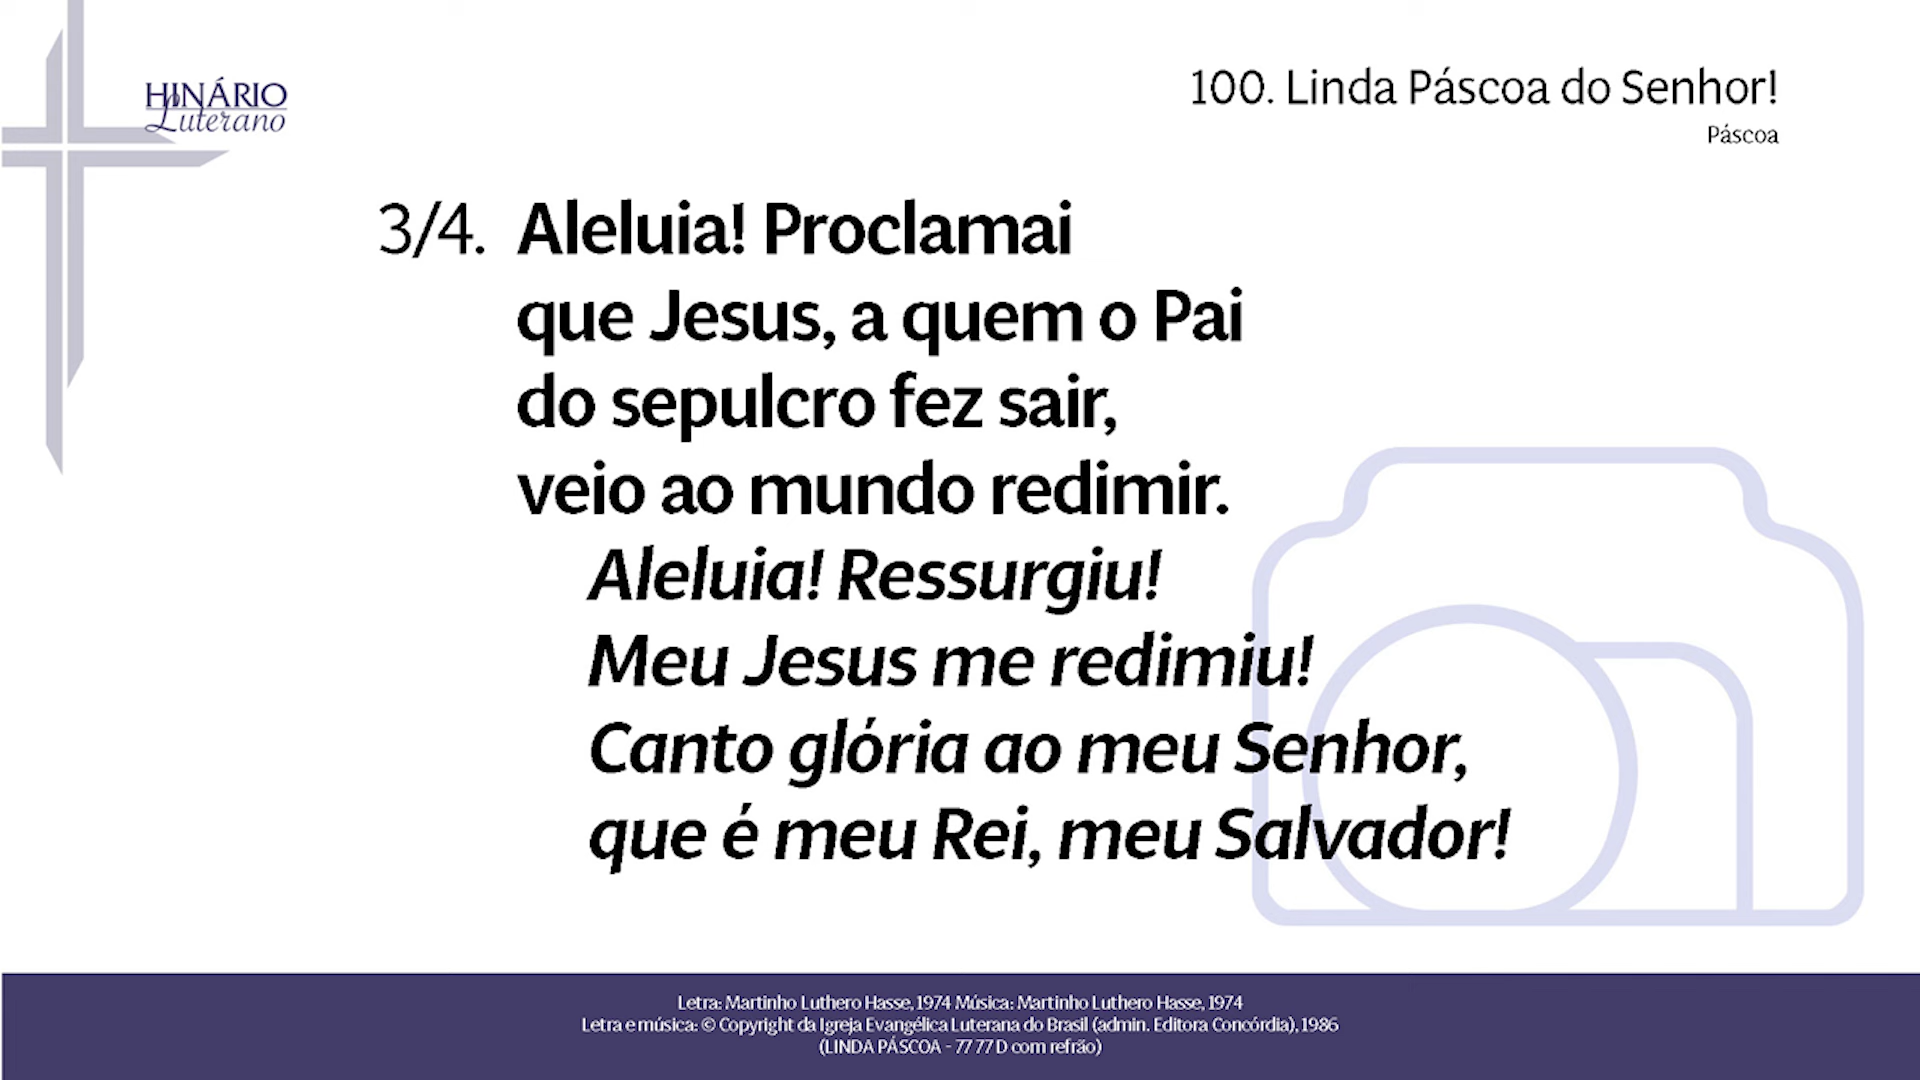 HINÁRIO
Luterano
100. Linda Páscoa do Senhor!
Páscoa
3/4. Aleluia! Proclamai
que Jesus, a quem o Pai
do sepulcro fez sair,
veio ao mundo redimir.
Aleluia! Ressurgiu!
Meu Jesus me redimiu!
Canto glória ao meu Senhor,
que é meu Rei, meu Salvador!
Letra: Martinho Luthero Hasse, 1974 Música: Martinho Luthero Hasse, 1974
Letra e música: © Copyright da Igreja Evangélica Luterana do Brasil (admin. Editora Concórdia), 1986
(LINDA PÁSCOA - 77 77 D com refrão)